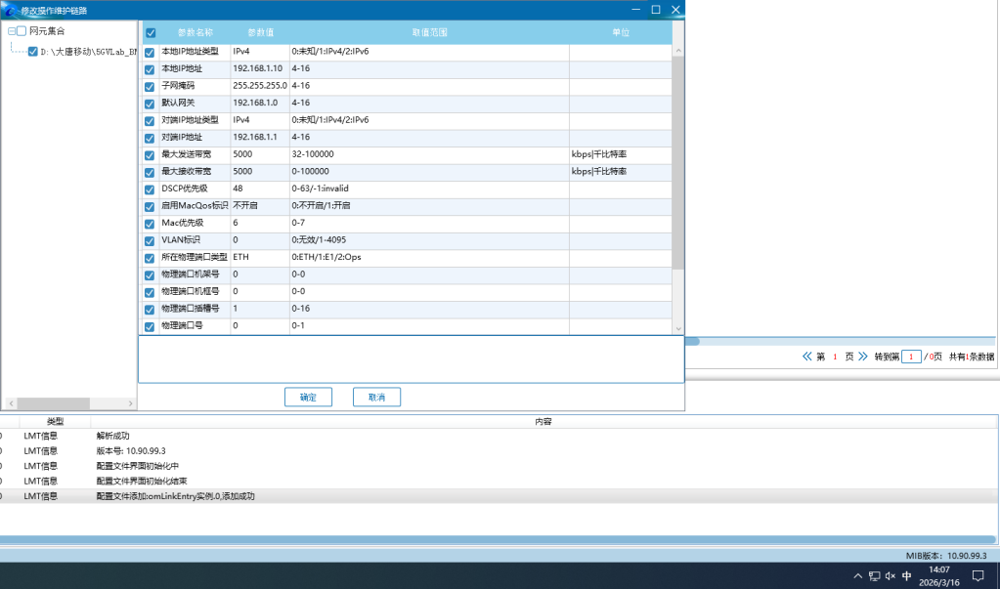 修改操作维护链路
网元集合
D:\大唐移动\5GVLab_BM
参数名称 参数值 取值范围 单位
本地IP地址类型 IPv4 0:未知/1:IPv4/2:IPv6
本地IP地址 192.168.1.10 4-16
子网掩码 255.255.255.0 4-16
默认网关 192.168.1.0 4-16
对端IP地址类型 IPv4 0:未知/1:IPv4/2:IPv6
对端IP地址 192.168.1.1 4-16
最大发送带宽 5000 32-100000 kbps|千比特率
最大接收带宽 5000 0-100000 kbps|千比特率
DSCP优先级 48 0-63/-1:invalid
启用MacQos标识 不开启 0:不开启/1:开启
Mac优先级 6 0-7
VLAN标识 0 0:无效/1-4095
所在物理端口类型 ETH 0:ETH/1:E1/2:Ops
物理端口机架号 0 0-0
物理端口机框号 0 0-0
物理端口插槽号 1 0-16
物理端口号 0 0-1
第 1 页 转到第 1 /0页 共有1条数据
确定 取消
类型 内容
LMT信息 解析成功
LMT信息 版本号: 10.90.99.3
LMT信息 配置文件界面初始化中
LMT信息 配置文件界面初始化结束
LMT信息 配置文件添加:omLinkEntry实例.0,添加成功
MIB版本: 10.90.99.3
中
14:07
2026/3/16